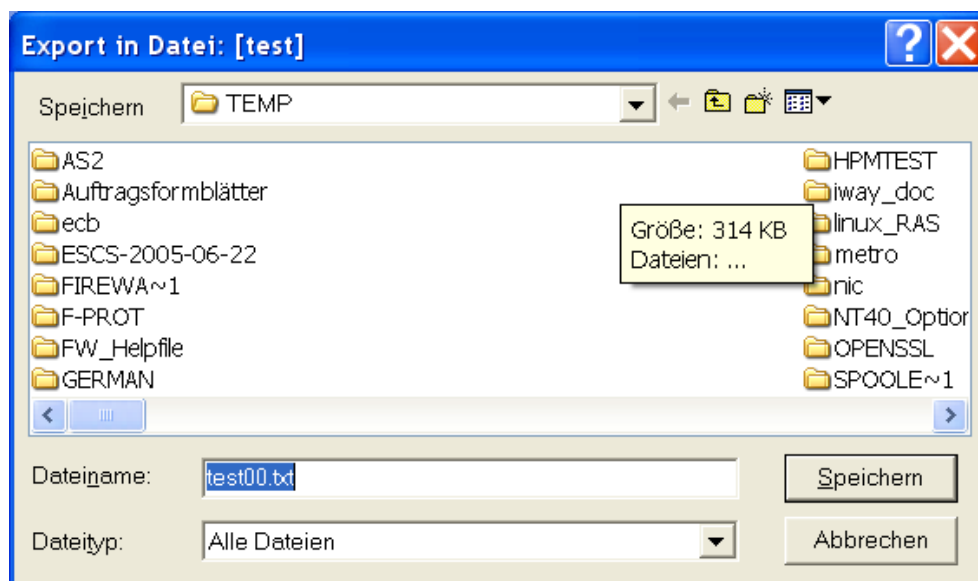 Export in Datei: [test]
Speichern
TEMP
AS2
Auftragsformblätter
ecb
ESCS-2005-06-22
FIREWA~1
F-PROT
FW_Helpfile
GERMAN
HPMTEST
iway_doc
linux_RAS
metro
nic
NT40_Option
OPENSSL
SPOOLE~1
Größe: 314 KB
Dateien: ...
Dateiname:
test00.txt
Speichern
Dateityp:
Alle Dateien
Abbrechen